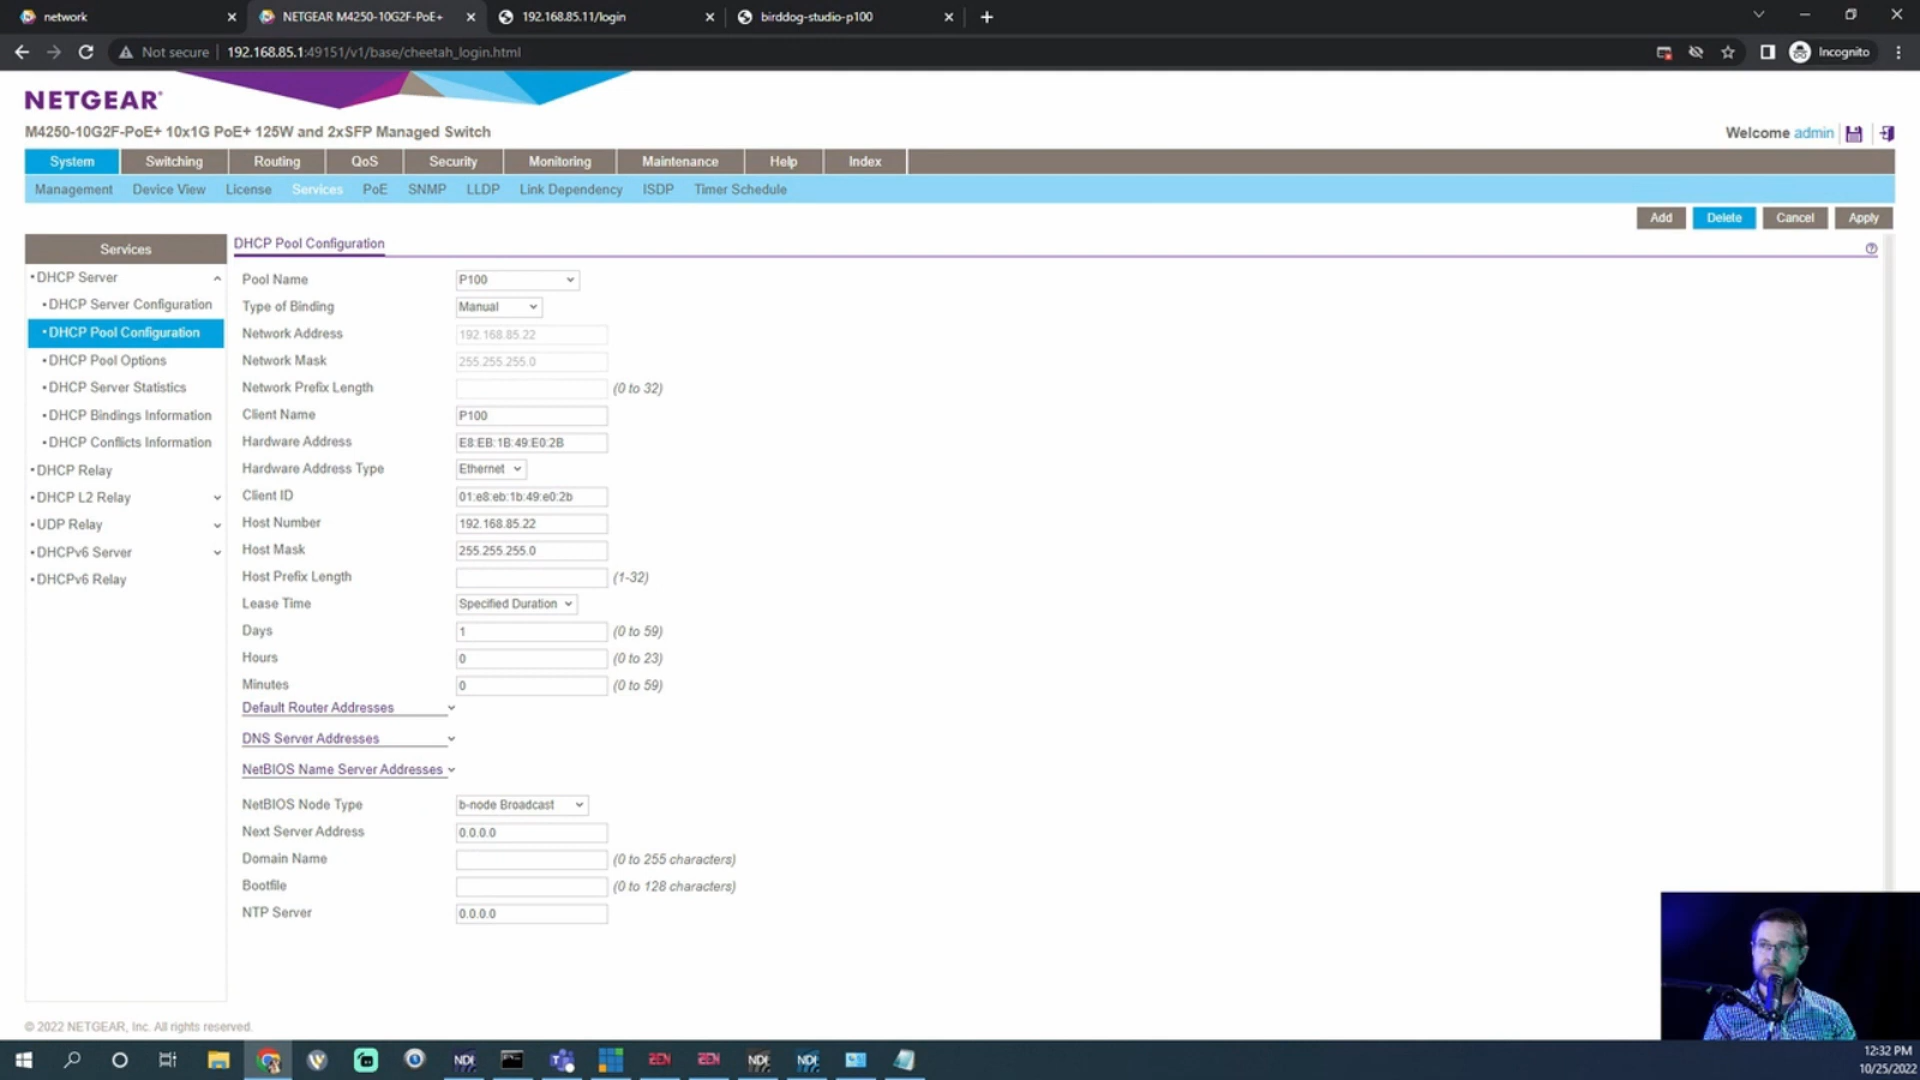 network
NETGEAR M4250-10G2F-PoE+
192.168.85.11/login
birddog-studio-p100
Not secure
192.168.85.1:49151/v1/base/cheetah_login.html
Incognito
NETGEAR
M4250-10G2F-PoE+ 10x1G PoE+ 125W and 2xSFP Managed Switch
Welcome admin
System Switching Routing QoS Security Monitoring Maintenance Help Index
Management Device View License Services PoE SNMP LLDP Link Dependency ISDP Timer Schedule
Add Delete Cancel Apply
Services
•DHCP Server
•DHCP Server Configuration
•DHCP Pool Configuration
•DHCP Pool Options
•DHCP Server Statistics
•DHCP Bindings Information
•DHCP Conflicts Information
•DHCP Relay
•DHCP L2 Relay
•UDP Relay
•DHCPv6 Server
•DHCPv6 Relay
DHCP Pool Configuration
Pool Name P100
Type of Binding Manual
Network Address 192.168.85.22
Network Mask 255.255.255.0
Network Prefix Length (0 to 32)
Client Name P100
Hardware Address E8:EB:1B:49:E0:2B
Hardware Address Type Ethernet
Client ID 01:e8:eb:1b:49:e0:2b
Host Number 192.168.85.22
Host Mask 255.255.255.0
Host Prefix Length (1-32)
Lease Time Specified Duration
Days 1 (0 to 59)
Hours 0 (0 to 23)
Minutes 0 (0 to 59)
Default Router Addresses
DNS Server Addresses
NetBIOS Name Server Addresses
NetBIOS Node Type b-node Broadcast
Next Server Address 0.0.0.0
Domain Name (0 to 255 characters)
Bootfile (0 to 128 characters)
NTP Server 0.0.0.0
© 2022 NETGEAR, Inc. All rights reserved.
NDI
NDI
NDI
12:32 PM
10/25/2022